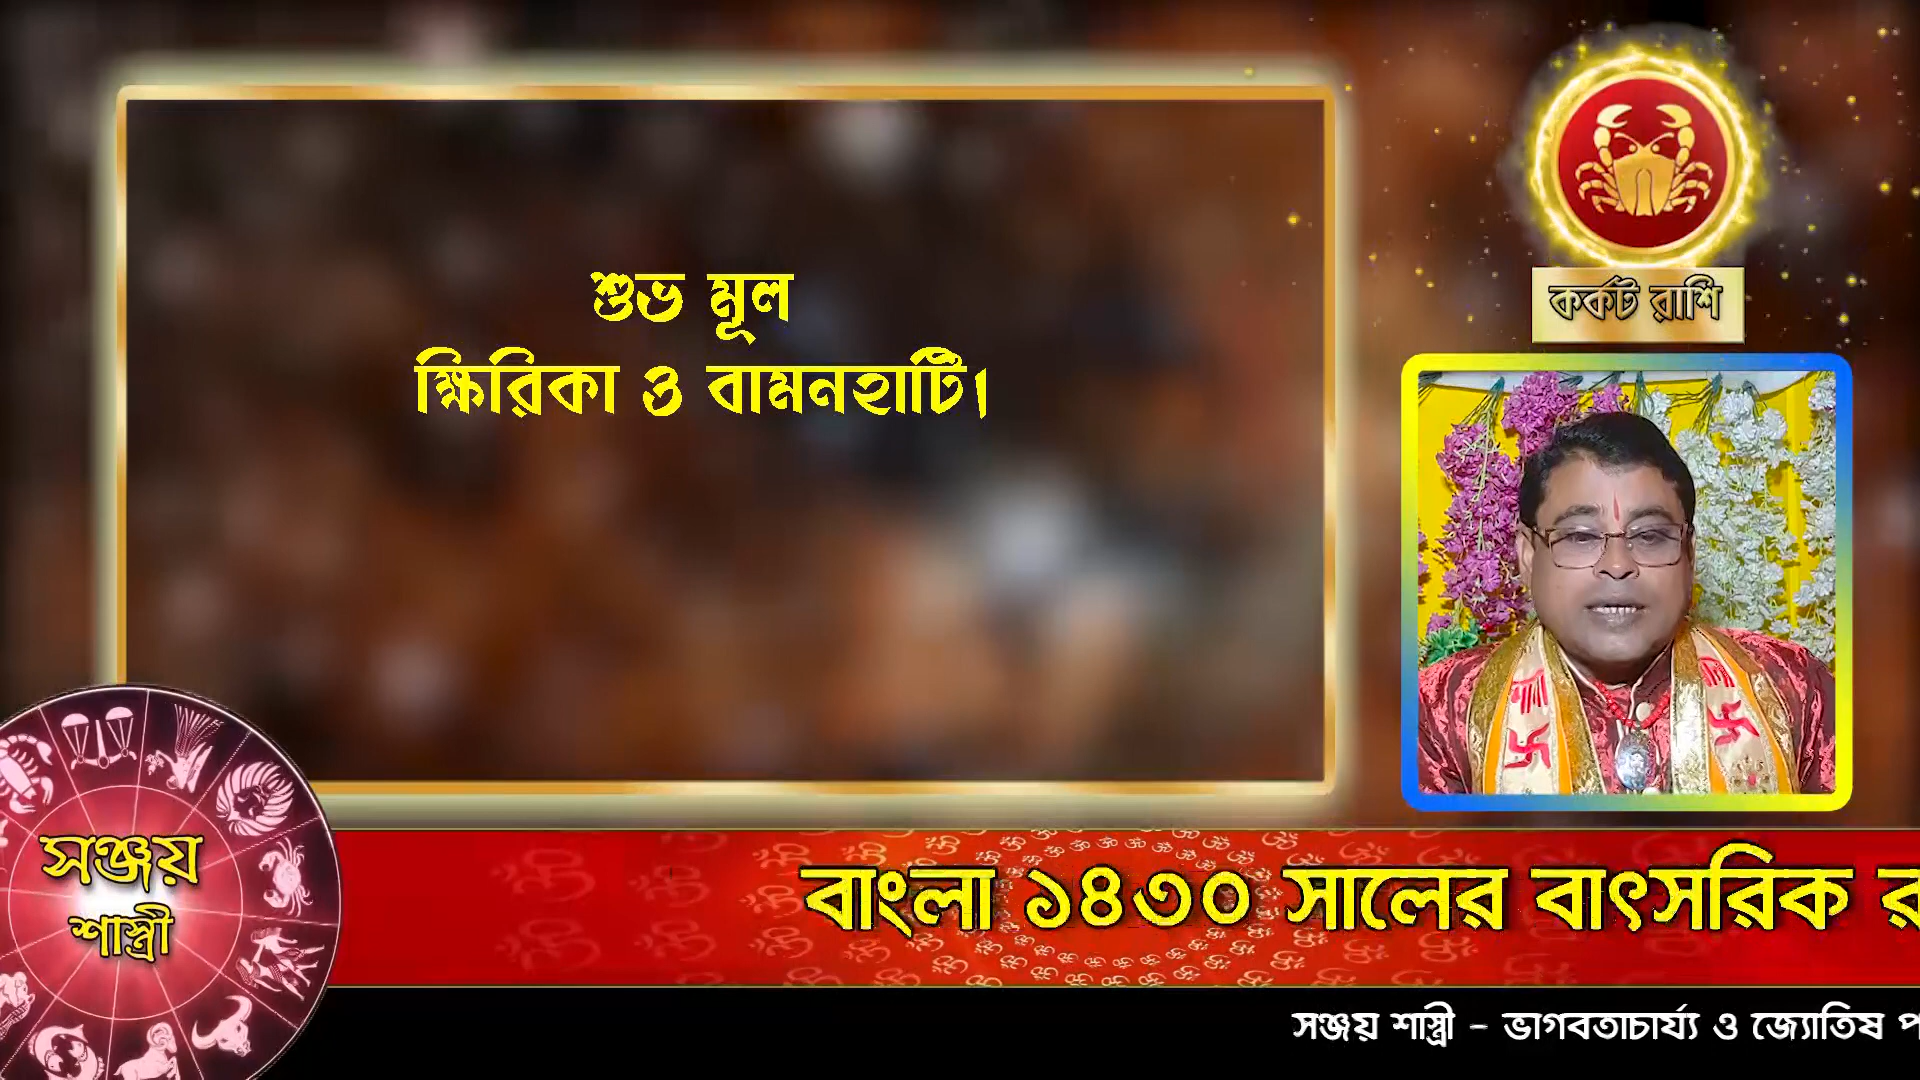 শুভ মূল
ক্ষিরিকা ও বামনহাটি।
কর্কট রাশি
সঞ্জয়
শাস্ত্রী
বাংলা ১৪৩০ সালের বাৎসরিক
সঞ্জয় শাস্ত্রী - ভাগবতাচার্য্য ও জ্যোতিষ